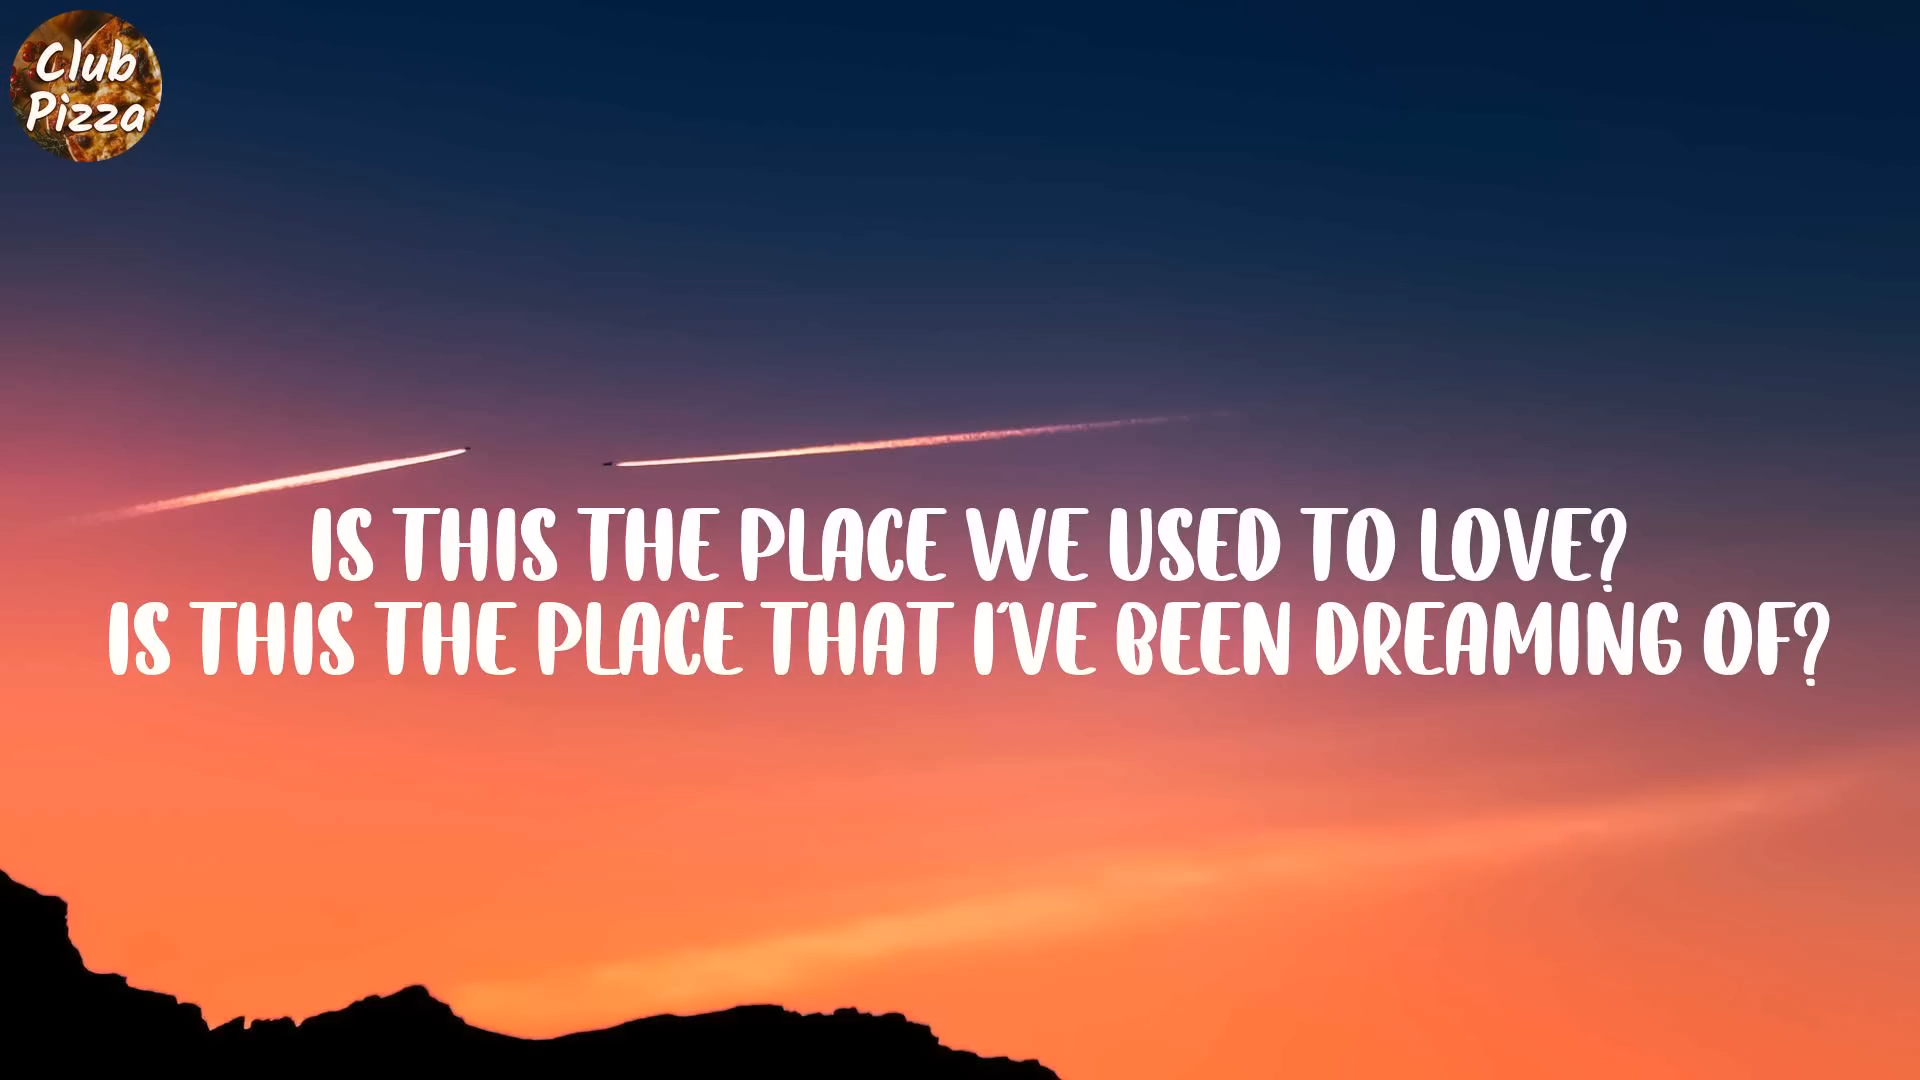 Club
Pizza
IS THIS THE PLACE WE USED TO LOVE?
IS THIS THE PLACE THAT I'VE BEEN DREAMING OF?